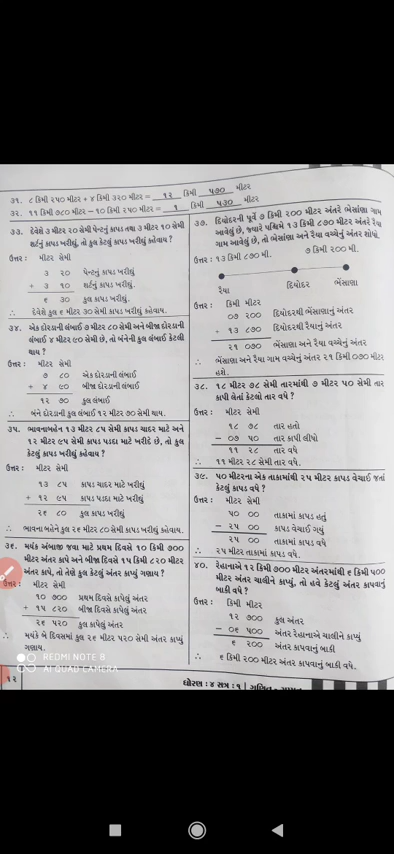 ૩૧. ૮ કિમી ૨૫૦ મીટર + ૪ કિમી ૩૨૦ મીટર = ૧૨ કિમી ૫૭૦ મીટર
૩૨. ૧૧ કિમી ૭૮૦ મીટર – ૧૦ કિમી ૨૫૦ મીટર = ૧ કિમી ૫૩૦ મીટર
૩૩. દેવેશે ૩ મીટર ૨૦ સેમી પેન્ટનું કાપડ તથા ૩ મીટર ૧૦ સેમી
શર્ટનું કાપડ ખરીદ્યું, તો કુલ કેટલું કાપડ ખરીદ્યું કહેવાય ?
ઉત્તર : મીટર સેમી
૩ ૨૦ પેન્ટનું કાપડ ખરીદ્યું
+ ૩ ૧૦ શર્ટનું કાપડ ખરીદ્યું.
૬ ૩૦ કુલ કાપડ ખરીદ્યું.
∴ દેવેશે કુલ ૬ મીટર ૩૦ સેમી કાપડ ખરીદ્યું કહેવાય.
૩૪. એક દોરડાની લંબાઈ ૭ મીટર ૮૦ સેમી અને બીજા દોરડાની
લંબાઈ ૪ મીટર ૯૦ સેમી છે, તો બંનેની કુલ લંબાઈ કેટલી
થાય ?
ઉત્તર : મીટર સેમી
૭ ૮૦ એક દોરડાની લંબાઈ
+ ૪ ૯૦ બીજા દોરડાની લંબાઈ
૧૨ ૭૦ કુલ લંબાઈ
∴ બંને દોરડાની કુલ લંબાઈ ૧૨ મીટર ૭૦ સેમી થાય.
૩૫. ભાવનાબહેન ૧૩ મીટર ૮૫ સેમી કાપડ ચાદર માટે અને
૧૨ મીટર ૯૫ સેમી કાપડ પડદા માટે ખરીદે છે, તો કુલ
કેટલું કાપડ ખરીદ્યું કહેવાય ?
ઉત્તર : મીટર સેમી
૧૩ ૮૫ કાપડ ચાદર માટે ખરીદ્યું
+ ૧૨ ૯૫ કાપડ પડદા માટે ખરીદ્યું
૨૬ ૮૦ કુલ કાપડ ખરીદ્યું
∴ ભાવનાબહેને કુલ ૨૬ મીટર ૮૦ સેમી કાપડ ખરીદ્યું કહેવાય.
૩૬. મયંક અંબાજી જવા માટે પ્રથમ દિવસે ૧૦ કિમી ૭૦૦
મીટર અંતર કાપે અને બીજા દિવસે ૧૫ કિમી ૮૨૦ મીટર
અંતર કાપે, તો તેણે કુલ કેટલું અંતર કાપ્યું ગણાય ?
ઉત્તર : કિમી મીટર
૧૦ ૭૦૦ પ્રથમ દિવસે કાપેલું અંતર
+ ૧૫ ૮૨૦ બીજા દિવસે કાપેલું અંતર
૨૬ ૫૨૦ કુલ કાપેલું અંતર
∴ મયંકે બે દિવસમાં કુલ ૨૬ મીટર ૫૨૦ સેમી અંતર કાપ્યું
ગણાય.
૩૭. દિયોદરની પૂર્વે ૭ કિમી ૨૦૦ મીટર અંતરે ભેંસાણા ગામ
આવેલું છે, જ્યારે પશ્ચિમે ૧૩ કિમી ૮૭૦ મીટર અંતરે રૈયા
ગામ આવેલું છે, તો ભેંસાણા અને રૈયા વચ્ચેનું અંતર શોધો.
ઉત્તર : ૧૩ કિમી ૮૭૦ મી. ૭ કિમી ૨૦૦ મી.
રૈયા દિયોદર ભેંસાણા
કિમી મીટર
૦૭ ૨૦૦ દિયોદરથી ભેંસાણાનું અંતર
+ ૧૩ ૮૭૦ દિયોદરથી રૈયાનું અંતર
૨૧ ૦૭૦ ભેંસાણા અને રૈયા વચ્ચેનું અંતર
∴ ભેંસાણા અને રૈયા ગામ વચ્ચેનું અંતર ૨૧ કિમી ૦૭૦ મીટર
હશે.
૩૮. ૧૮ મીટર ૭૮ સેમી તારમાંથી ૭ મીટર ૫૦ સેમી તાર
કાપી લેતાં કેટલો તાર વધે ?
ઉત્તર : મીટર સેમી
૧૮ ૭૮ તાર હતો
– ૦૭ ૫૦ તાર કાપી લીધો
૧૧ ૨૮ તાર વધે
∴ ૧૧ મીટર ૨૮ સેમી તાર વધે.
૩૯. ૫૦ મીટરના એક તાકામાંથી ૨૫ મીટર કાપડ વેચાઈ જતાં
કેટલું કાપડ વધે ?
ઉત્તર : મીટર સેમી
૫૦ ૦૦ તાકામાં કાપડ હતું
– ૨૫ ૦૦ કાપડ વેચાઈ ગયું
૨૫ ૦૦ તાકામાં કાપડ વધે
∴ ૨૫ મીટર તાકામાં કાપડ વધે.
૪૦. રેહાનાએ ૧૨ કિમી ૭૦૦ મીટર અંતરમાંથી ૬ કિમી ૫૦૦
મીટર અંતર ચાલીને કાપ્યું, તો હવે કેટલું અંતર કાપવાનું
બાકી વધે ?
ઉત્તર : કિમી મીટર
૧૨ ૭૦૦ કુલ અંતર
– ૦૬ ૫૦૦ અંતર રેહાનાએ ચાલીને કાપ્યું
૬ ૨૦૦ અંતર કાપવાનું બાકી
∴ ૬ કિમી ૨૦૦ મીટર અંતર કાપવાનું બાકી વધે.
REDMI NOTE 8
AI QUAD CAMERA
૧૨
ધોરણ : ૪ સત્ર : ૧ | ગણિત - ગમ્મત